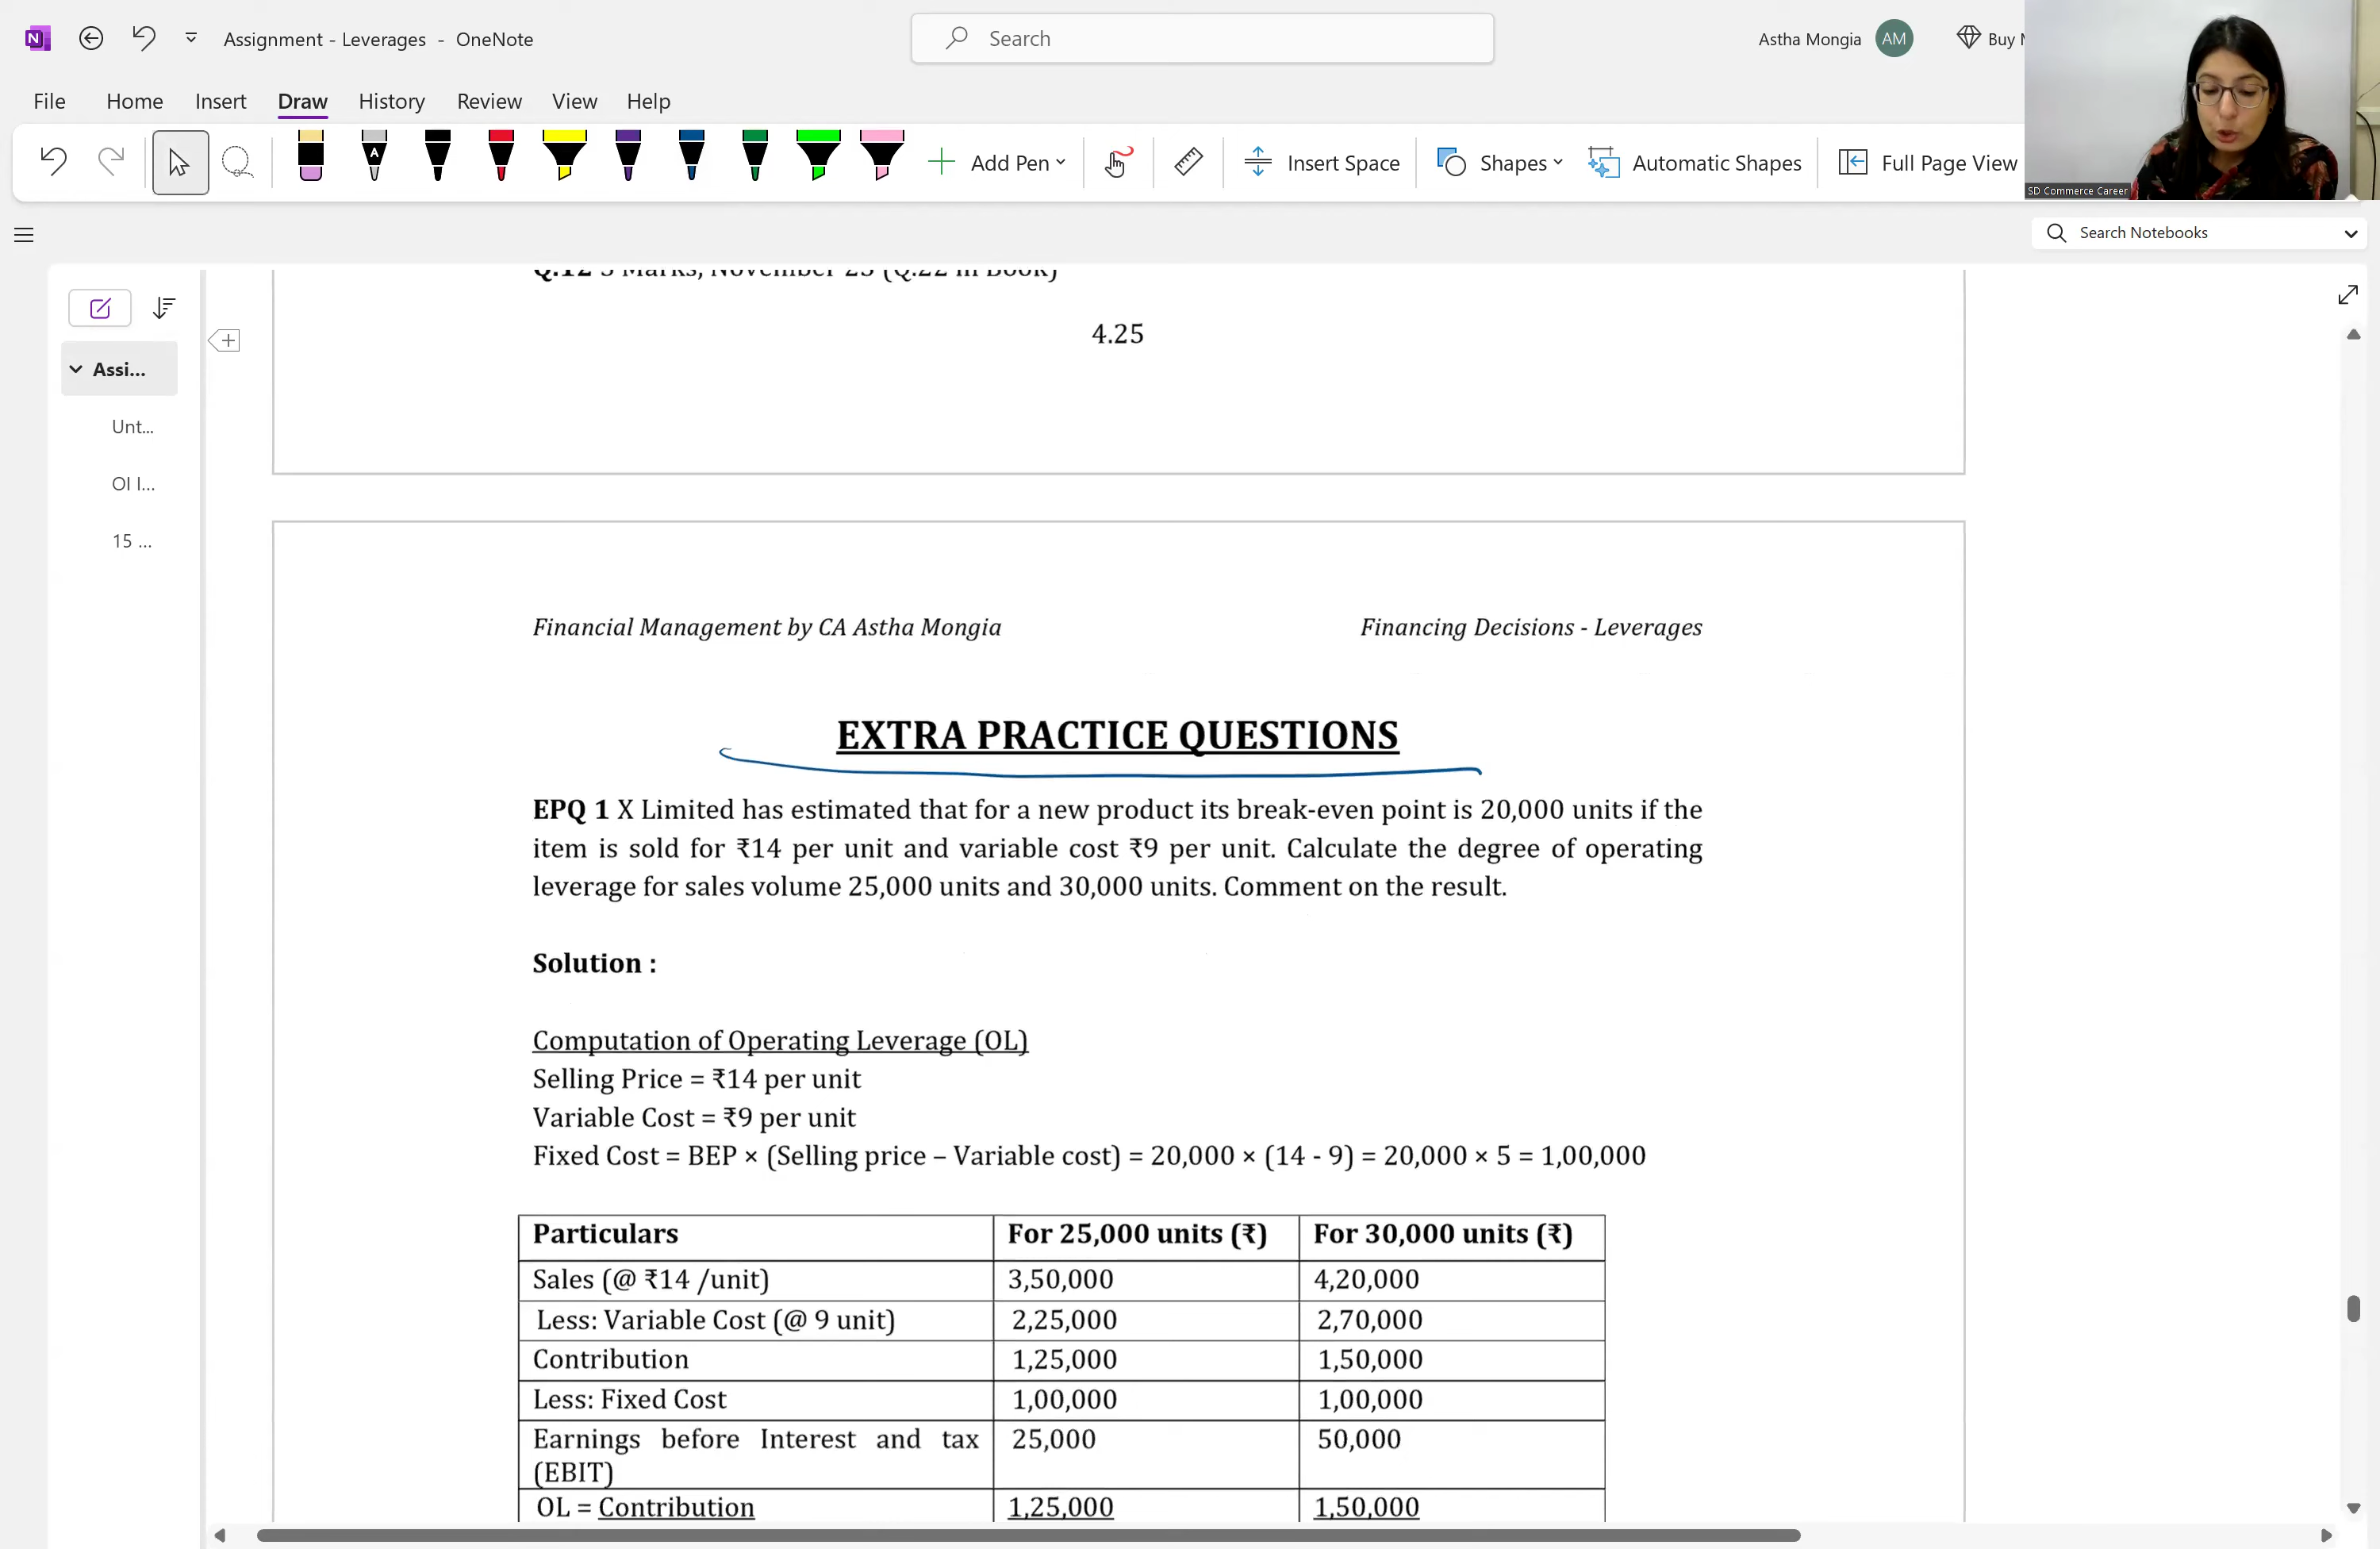 Assignment - Leverages - OneNote
Search
Astha Mongia AM
Buy
SD Commerce Career
File Home Insert Draw History Review View Help
A
Add Pen Insert Space Shapes Automatic Shapes Full Page View
Search Notebooks
Assi...
Unt...
OI I...
15 ...
4.25
Financial Management by CA Astha Mongia Financing Decisions - Leverages
EXTRA PRACTICE QUESTIONS
EPQ 1 X Limited has estimated that for a new product its break-even point is 20,000 units if the
item is sold for ₹14 per unit and variable cost ₹9 per unit. Calculate the degree of operating
leverage for sales volume 25,000 units and 30,000 units. Comment on the result.
Solution :
Computation of Operating Leverage (OL)
Selling Price = ₹14 per unit
Variable Cost = ₹9 per unit
Fixed Cost = BEP × (Selling price – Variable cost) = 20,000 × (14 - 9) = 20,000 × 5 = 1,00,000
Particulars For 25,000 units (₹) For 30,000 units (₹)
Sales (@ ₹14 /unit) 3,50,000 4,20,000
Less: Variable Cost (@ 9 unit) 2,25,000 2,70,000
Contribution 1,25,000 1,50,000
Less: Fixed Cost 1,00,000 1,00,000
Earnings before Interest and tax 25,000 50,000
(EBIT)
OL = Contribution 1,25,000 1,50,000